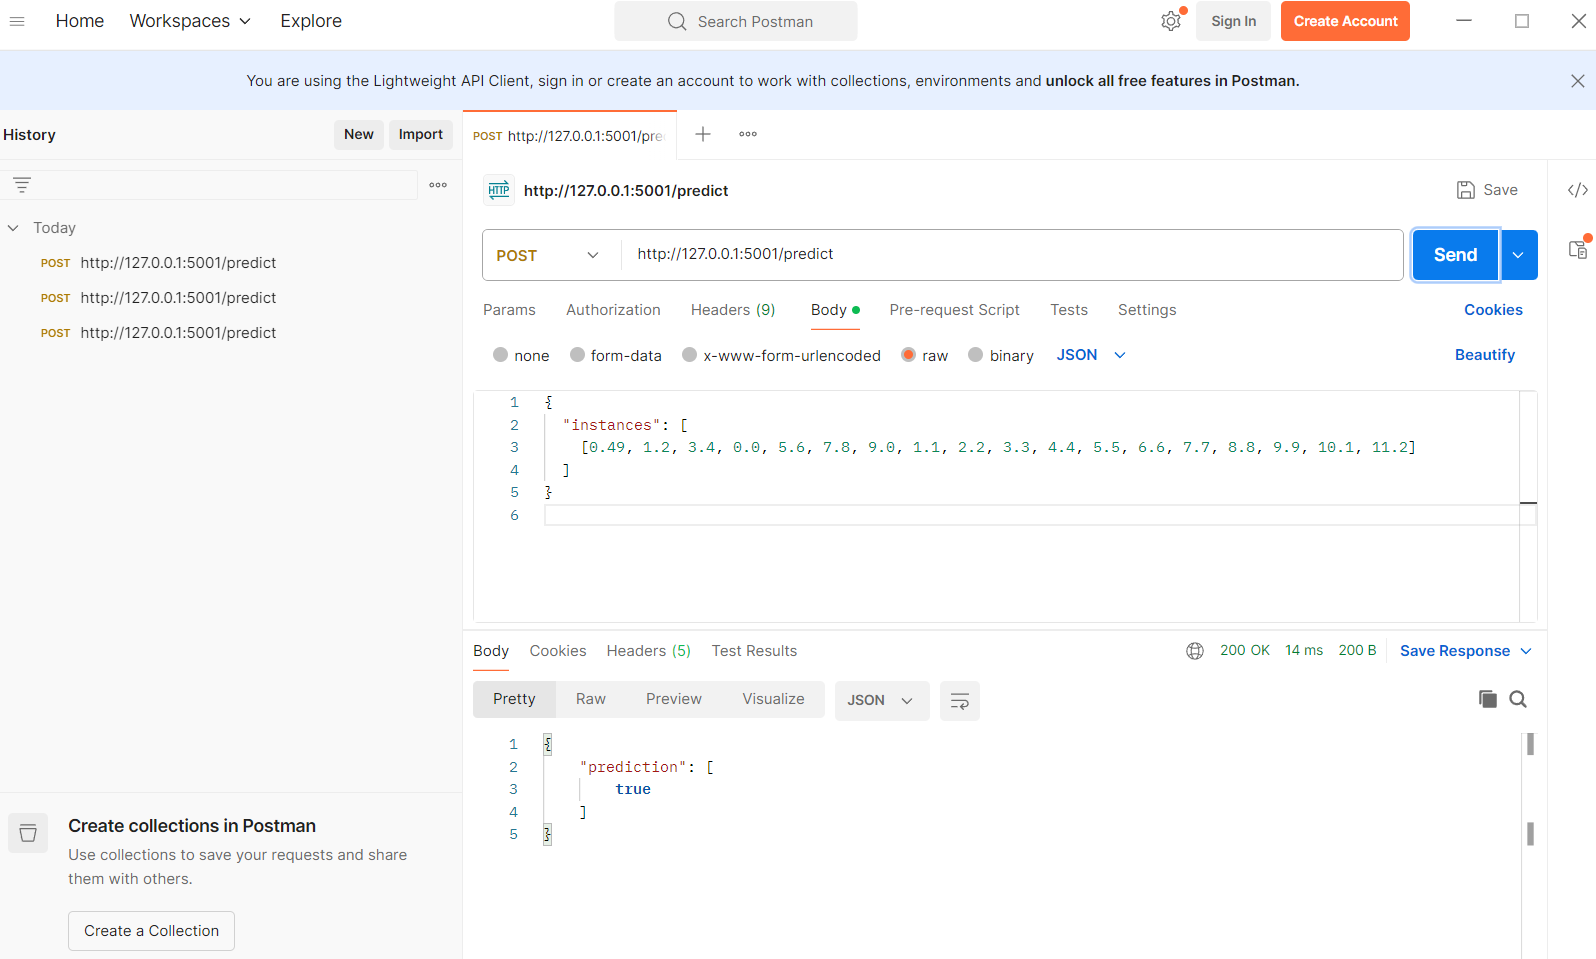 Home Workspaces Explore Search Postman Sign In Create Account
You are using the Lightweight API Client, sign in or create an account to work with collections, environments and unlock all free features in Postman.
History New Import
Today
POST http://127.0.0.1:5001/predict
POST http://127.0.0.1:5001/predict
POST http://127.0.0.1:5001/predict
Create collections in Postman
Use collections to save your requests and share
them with others.
Create a Collection
POST http://127.0.0.1:5001/pre
HTTP http://127.0.0.1:5001/predict Save
POST http://127.0.0.1:5001/predict Send
Params Authorization Headers (9) Body Pre-request Script Tests Settings Cookies
none form-data x-www-form-urlencoded raw binary JSON Beautify
1 {
2 "instances": [
3 [0.49, 1.2, 3.4, 0.0, 5.6, 7.8, 9.0, 1.1, 2.2, 3.3, 4.4, 5.5, 6.6, 7.7, 8.8, 9.9, 10.1, 11.2]
4 ]
5 }
6
Body Cookies Headers (5) Test Results 200 OK 14 ms 200 B Save Response
Pretty Raw Preview Visualize JSON
1 {
2 "prediction": [
3 true
4 ]
5 }